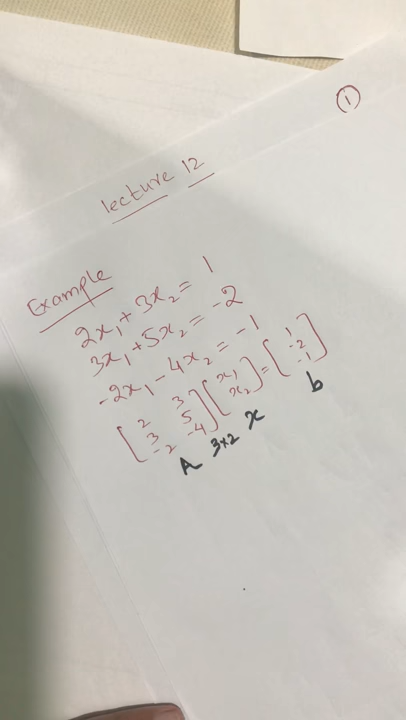 1
lecture 12
Example
2x₁ + 3x₂ = 1
3x₁ + 5x₂ = -2
-2x₁ - 4x₂ = -1
[2 3; 3 5; -2 -4] [x₁; x₂] = [1; -2; -1]
A 3×2 x b